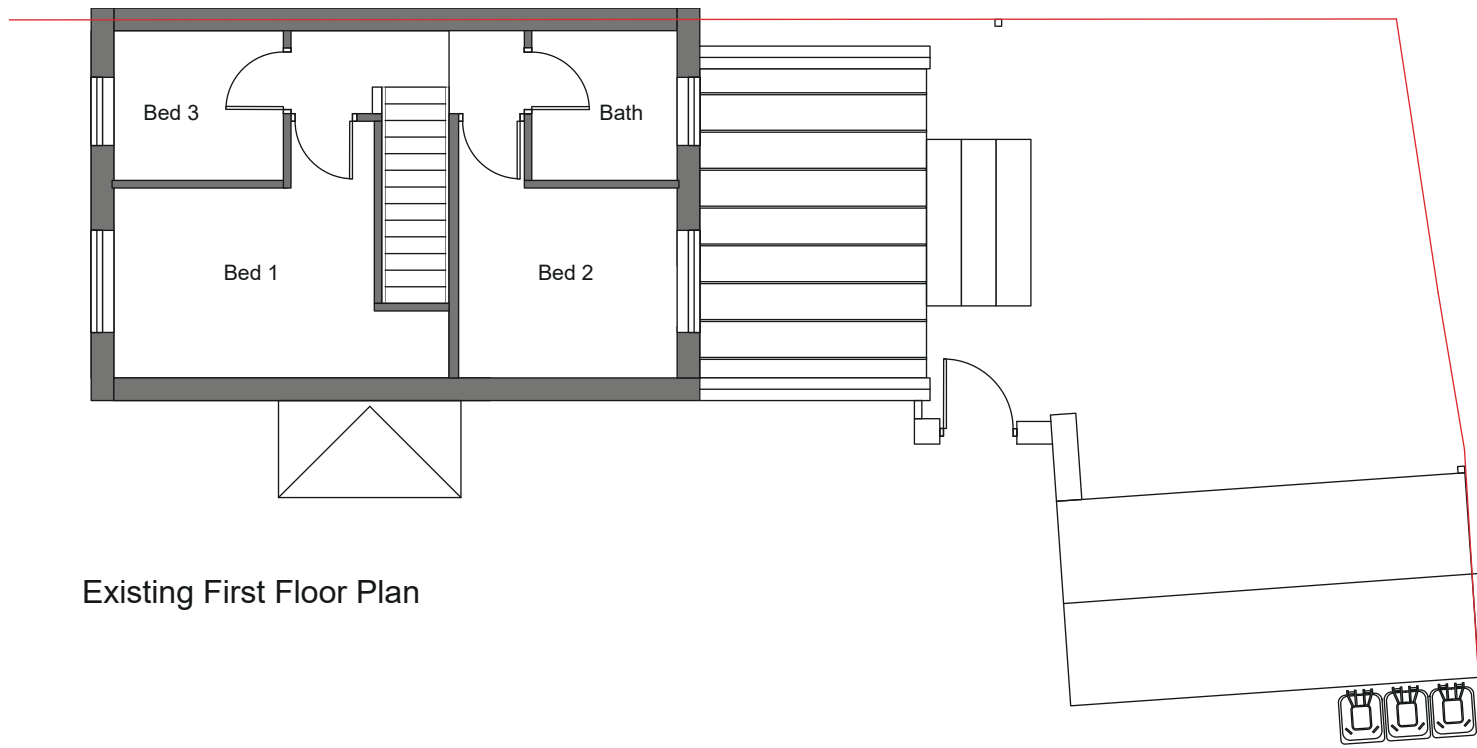 Bed 3
Bath
Bed 1
Bed 2
Existing First Floor Plan